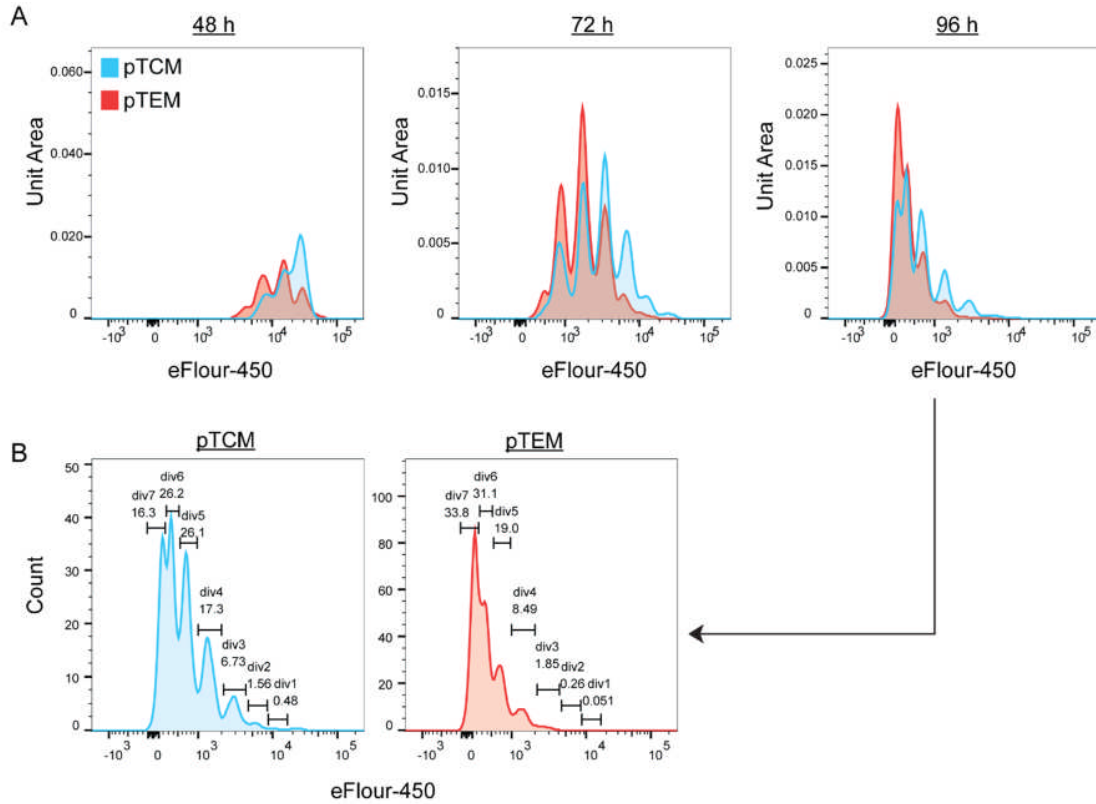 A
48 h
72 h
96 h
pTCM
pTEM
Unit Area
0.060
0.040
0.020
0
-10³ 0 10³ 10⁴ 10⁵
eFlour-450
Unit Area
0.015
0.010
0.005
0
-10³ 0 10³ 10⁴ 10⁵
eFlour-450
Unit Area
0.025
0.020
0.015
0.010
0.005
0
-10³ 0 10³ 10⁴ 10⁵
eFlour-450
B
pTCM
Count
50
40
30
20
10
0
div7
16.3
div6
26.2
div5
26.1
div4
17.3
div3
6.73
div2
1.56
div1
0.48
-10³ 0 10³ 10⁴ 10⁵
pTEM
100
80
60
40
20
0
div7
33.8
div6
31.1
div5
19.0
div4
8.49
div3
1.85
div2
0.26
div1
0.051
-10³ 0 10³ 10⁴ 10⁵
eFlour-450